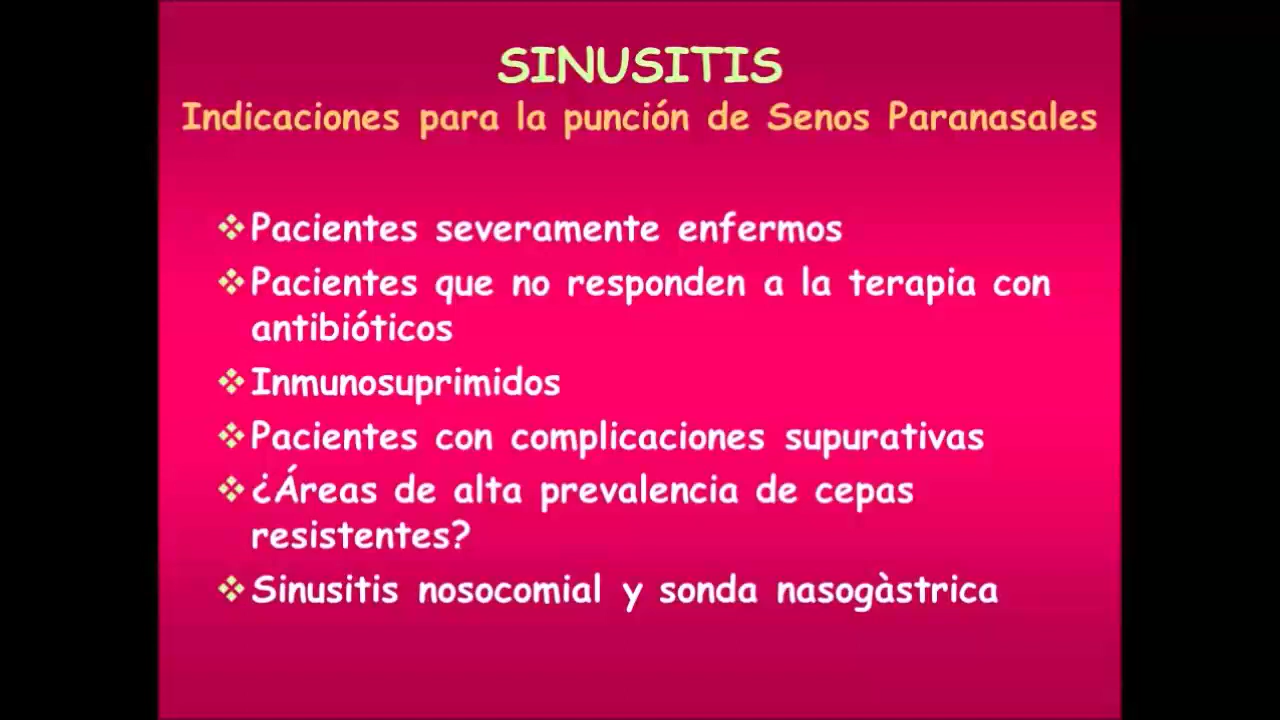 SINUSITIS
Indicaciones para la punción de Senos Paranasales
❖Pacientes severamente enfermos
❖Pacientes que no responden a la terapia con
antibióticos
❖Inmunosuprimidos
❖Pacientes con complicaciones supurativas
❖¿Áreas de alta prevalencia de cepas
resistentes?
❖Sinusitis nosocomial y sonda nasogàstrica